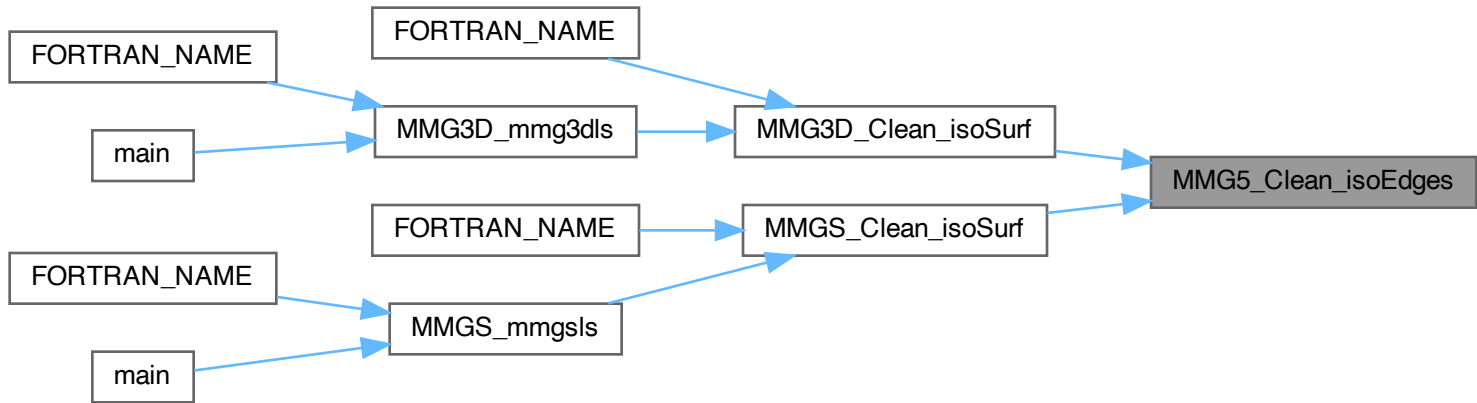 FORTRAN_NAME
FORTRAN_NAME
MMG3D_mmg3dls
MMG3D_Clean_isoSurf
main
MMG5_Clean_isoEdges
FORTRAN_NAME
MMGS_Clean_isoSurf
FORTRAN_NAME
MMGS_mmgsls
main